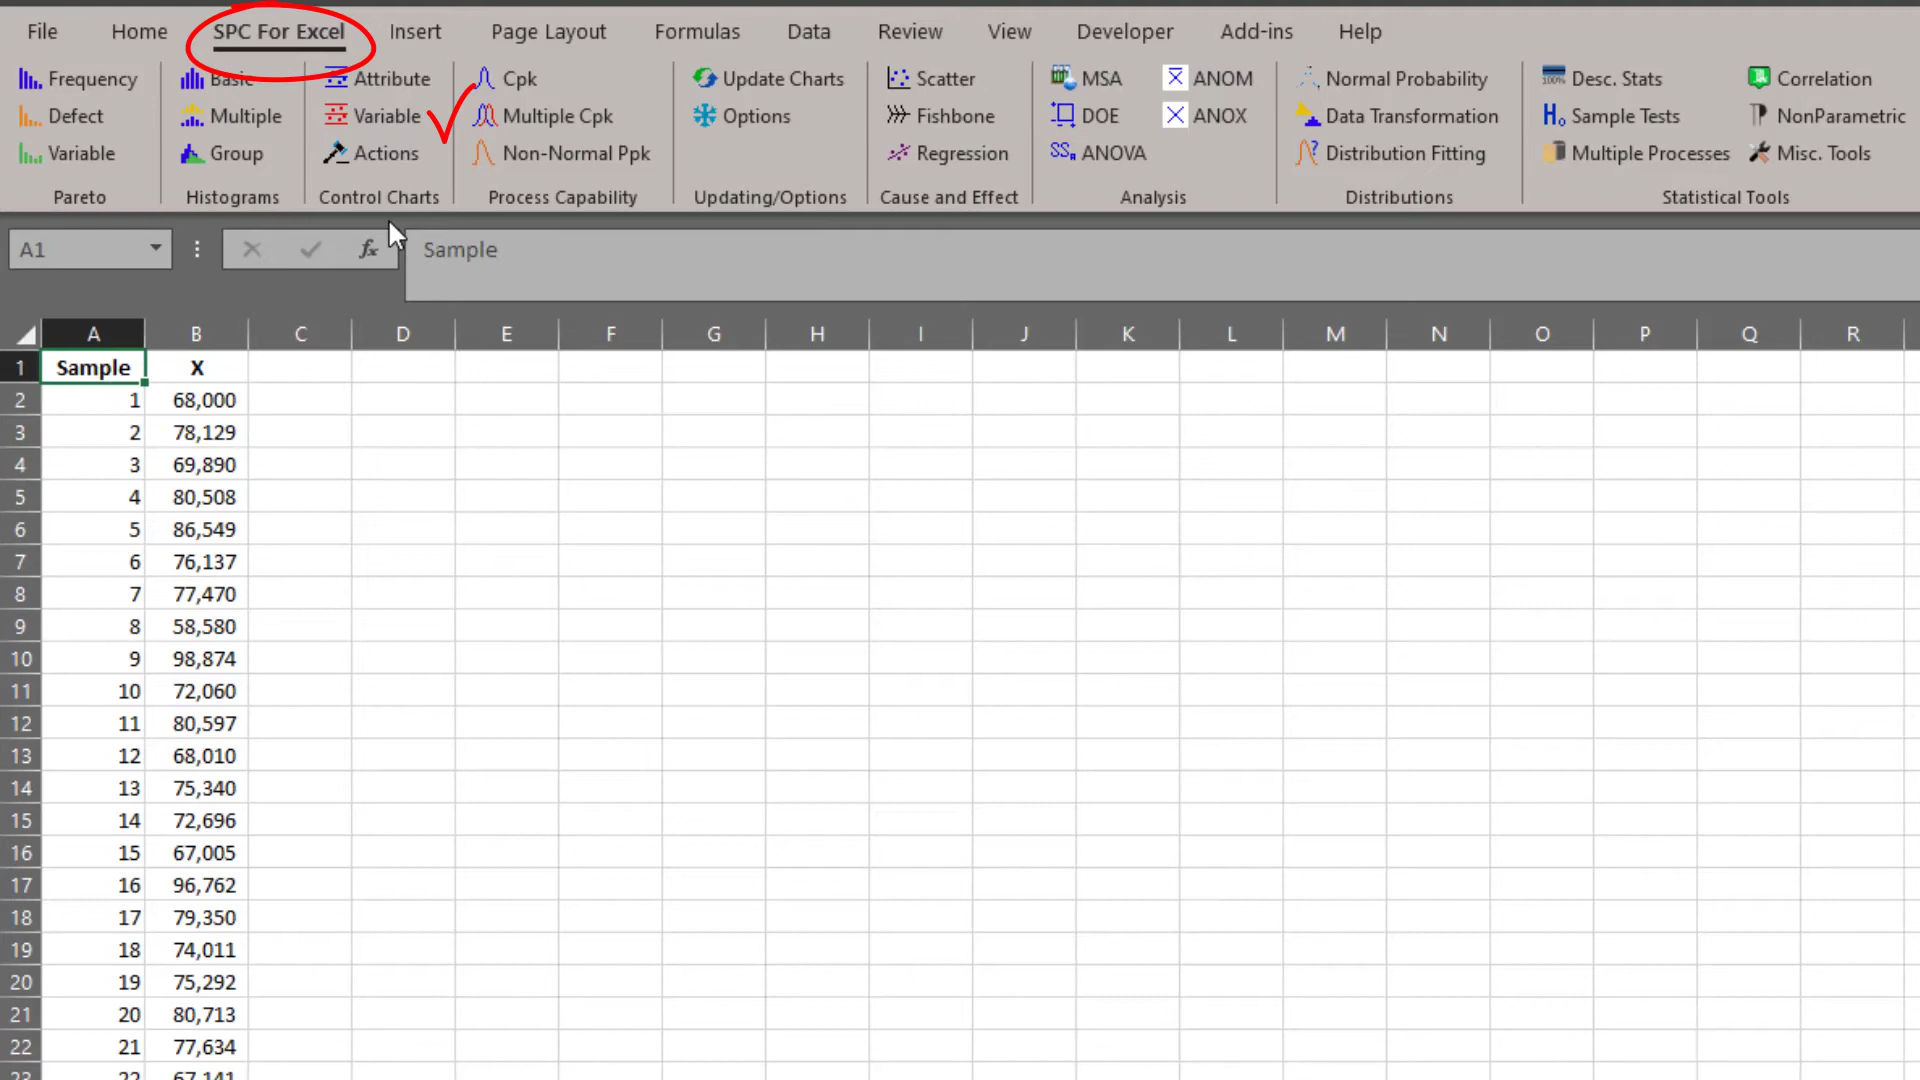 File Home SPC For Excel Insert Page Layout Formulas Data Review View Developer Add-ins Help
Frequency Basic Attribute Cpk Update Charts Scatter MSA ANOM Normal Probability Desc. Stats Correlation
Defect Multiple Variable Multiple Cpk Options Fishbone DOE ANOX Data Transformation Sample Tests NonParametric
Variable Group Actions Non-Normal Ppk Regression ANOVA Distribution Fitting Multiple Processes Misc. Tools
Pareto Histograms Control Charts Process Capability Updating/Options Cause and Effect Analysis Distributions Statistical Tools
A1 fx Sample
A B C D E F G H I J K L M N O P Q R
1 Sample X
2 1 68,000
3 2 78,129
4 3 69,890
5 4 80,508
6 5 86,549
7 6 76,137
8 7 77,470
9 8 58,580
10 9 98,874
11 10 72,060
12 11 80,597
13 12 68,010
14 13 75,340
15 14 72,696
16 15 67,005
17 16 96,762
18 17 79,350
19 18 74,011
20 19 75,292
21 20 80,713
22 21 77,634
23 22 67,141